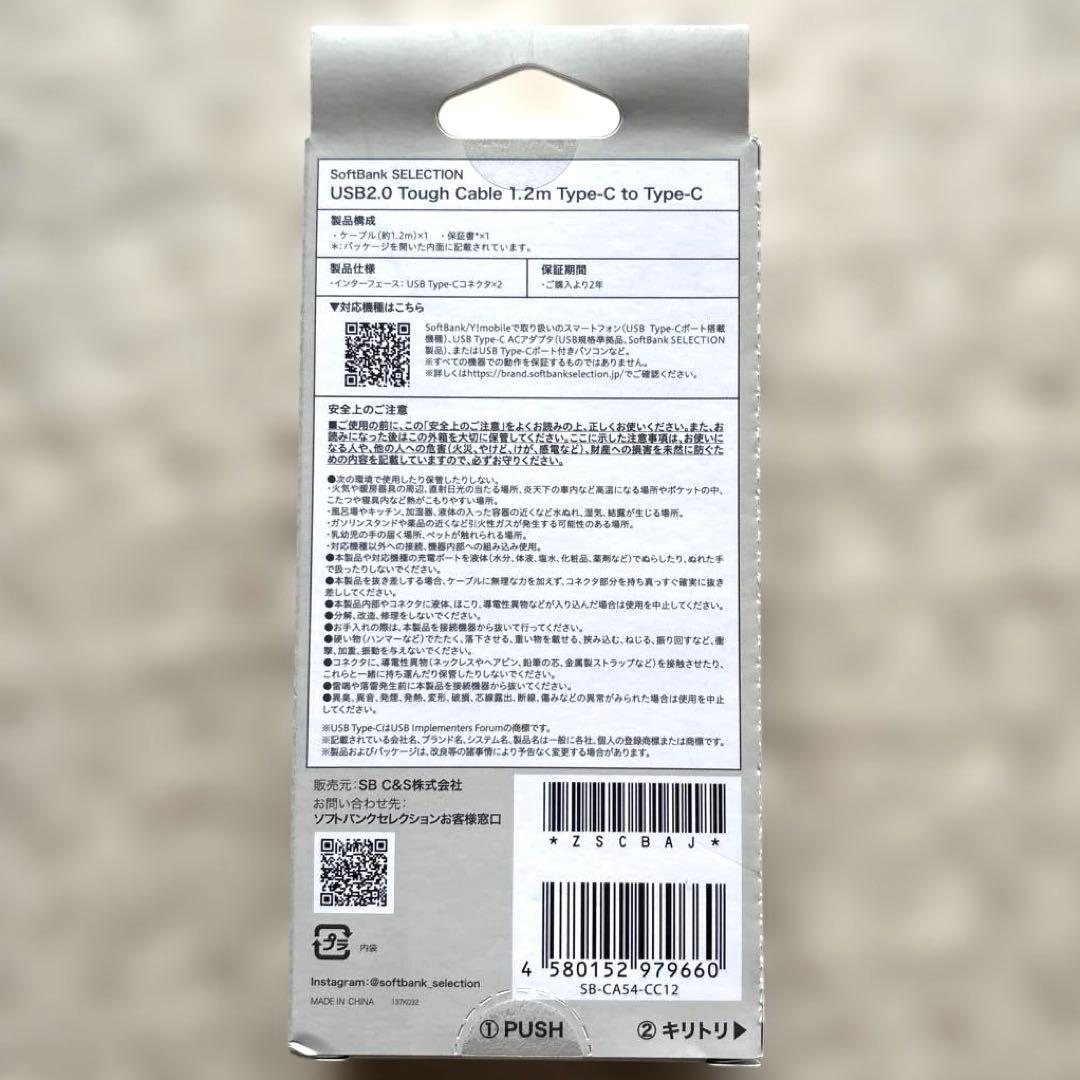 SoftBank SELECTION
USB2.0 Tough Cable 1.2m Type-C to Type-C
製品構成
・ケーブル(約1.2m)×1 ・保証書*×1
*:パッケージを開いた内面に記載されています。
製品仕様
・インターフェース: USB Type-Cコネクタ×2
保証期間
・ご購入より2年
▼対応機種はこちら
SoftBank/Y!mobileで取り扱いのスマートフォン(USB Type-Cポート搭載
機種)、USB Type-C ACアダプタ(USB規格準拠品、SoftBank SELECTION
製品)、またはUSB Type-Cポート付きパソコンなど。
※すべての機器での動作を保証するものではありません。
※詳しくはhttps://brand.softbankselection.jp/でご確認ください。
安全上のご注意
■ご使用の前に、この「安全上のご注意」をよくお読みの上、正しくお使いください。また、お
読みになった後はこの外箱を大切に保管してください。ここに示した注意事項は、お使いに
なる人や、他の人への危害(火災、やけど、けが、感電など)、財産への損害を未然に防ぐた
めの内容を記載していますので、必ずお守りください。
●次の環境で使用したり保管したりしない。
・火気や暖房器具の周辺、直射日光の当たる場所、炎天下の車内など高温になる場所やポケットの中、
こたつや寝具内など熱がこもりやすい場所。
・風呂場やキッチン、加湿器、液体の入った容器の近くなど水ぬれ、湿気、結露が生じる場所。
・ガソリンスタンドや薬品の近くなど引火性ガスが発生する可能性のある場所。
・乳幼児の手の届く場所、ペットが触れられる場所。
・対応機種以外への接続、機器内部への組み込み使用。
●本製品や対応機種の充電ポートを液体(水分、体液、塩水、化粧品、薬剤など)でぬらしたり、ぬれた手
で扱ったりしないでください。
●本製品を抜き差しする場合、ケーブルに無理な力を加えず、コネクタ部分を持ち真っすぐ確実に抜き
差ししてください。
●本製品内部やコネクタに液体、ほこり、導電性異物などが入り込んだ場合は使用を中止してください。
●分解、改造、修理をしないでください。
●お手入れの際は、本製品を接続機器から抜いて行ってください。
●硬い物(ハンマーなど)でたたく、落下させる、重い物を載せる、挟み込む、ねじる、振り回すなど、衝
撃、加重、振動を与えないでください。
●コネクタに、導電性異物(ネックレスやヘアピン、鉛筆の芯、金属製ストラップなど)を接触させたり、
これらと一緒に持ち運んだり保管したりしないでください。
●雷鳴や落雷発生前に本製品を接続機器から抜いてください。
●異臭、異音、発煙、発熱、変形、破損、芯線露出、断線、傷みなどの異常がみられた場合は使用を中止
してください。
※USB Type-CはUSB Implementers Forumの商標です。
※記載されている会社名、ブランド名、システム名、製品名は一般に各社、個人の登録商標または商標です。
※製品およびパッケージは、改良等の諸事情により予告なく変更する場合があります。
販売元:SB C&S株式会社
お問い合わせ先:
ソフトバンクセレクションお客様窓口
*ZSCBAJ*
プラ 内袋
4 580152 979660
SB-CA54-CC12
Instagram:@softbank_selection
MADE IN CHINA 137K032
①PUSH
②キリトリ▶